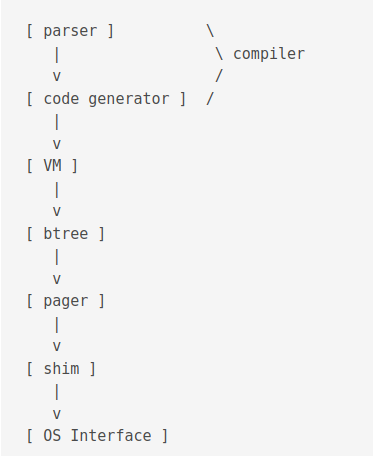 [ parser ]          \
   |                 \ compiler
   v                 /
[ code generator ]  /
   |
   v
[ VM ]
   |
   v
[ btree ]
   |
   v
[ pager ]
   |
   v
[ shim ]
   |
   v
[ OS Interface ]